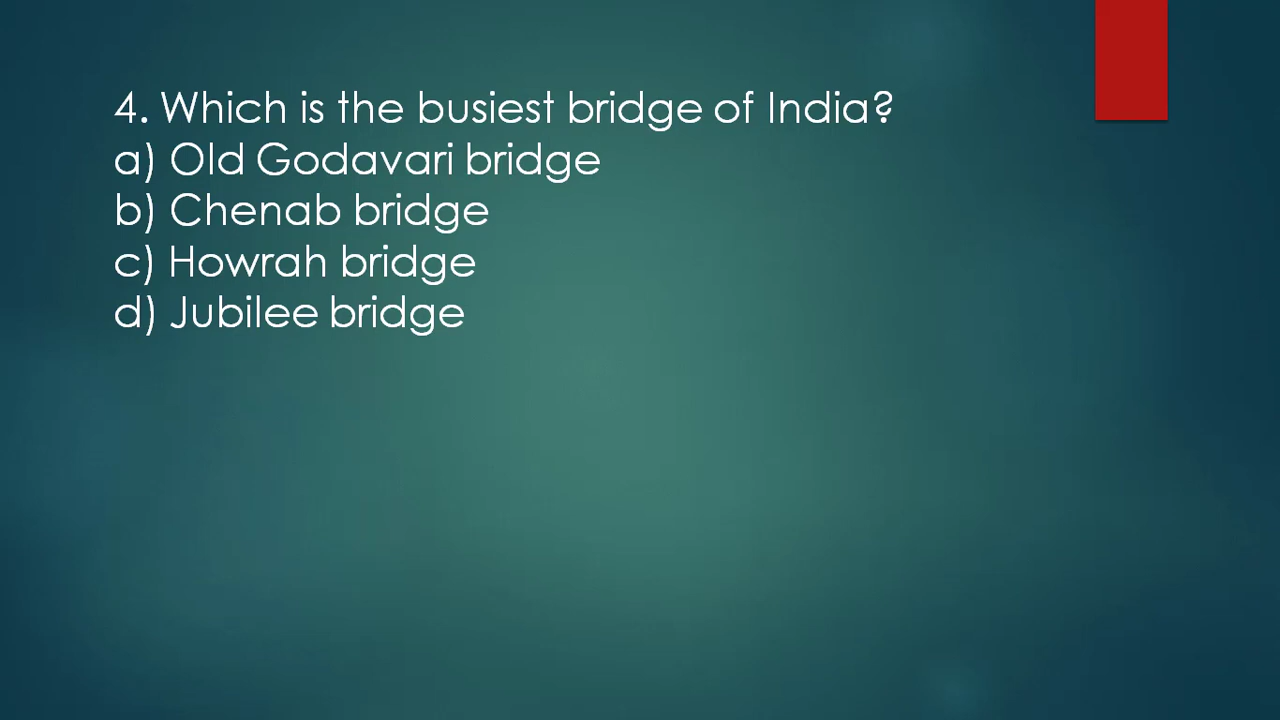 4. Which is the busiest bridge of India?
a) Old Godavari bridge
b) Chenab bridge
c) Howrah bridge
d) Jubilee bridge